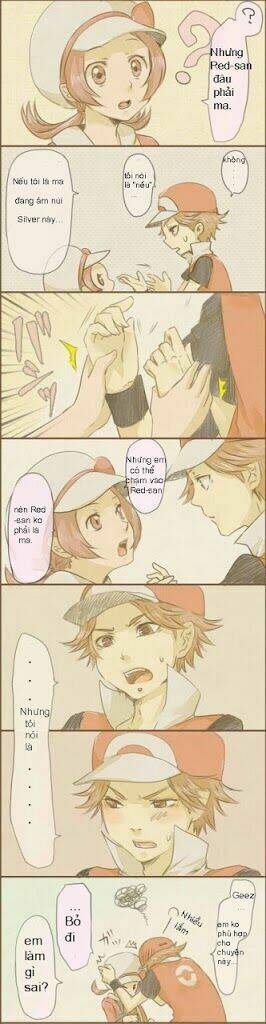 Nhưng
Red-san
đâu
phải
ma.
không
...
tôi nói
là "nếu"
...
Nếu tôi là ma
đang ám núi
Silver này...
Nhưng em
có thể
chạm vào
Red-san
nên Red
-san ko
phải là
ma.
. . . .
Nhưng
tôi
nói
là
. . . .
Geez
...
em ko
phù hợp
cho
chuyện
này...
Nhiều
lắm
...
Bỏ
đi
em
làm
gì
sai?